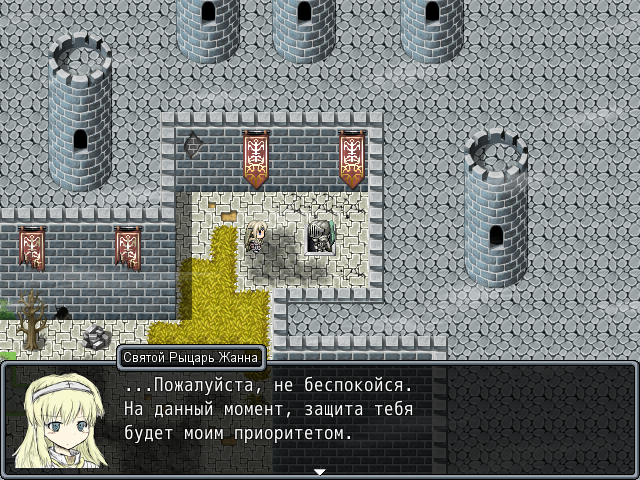 Святой Рыцарь Жанна
...Пожалуйста, не беспокойся.
На данный момент, защита тебя
будет моим приоритетом.